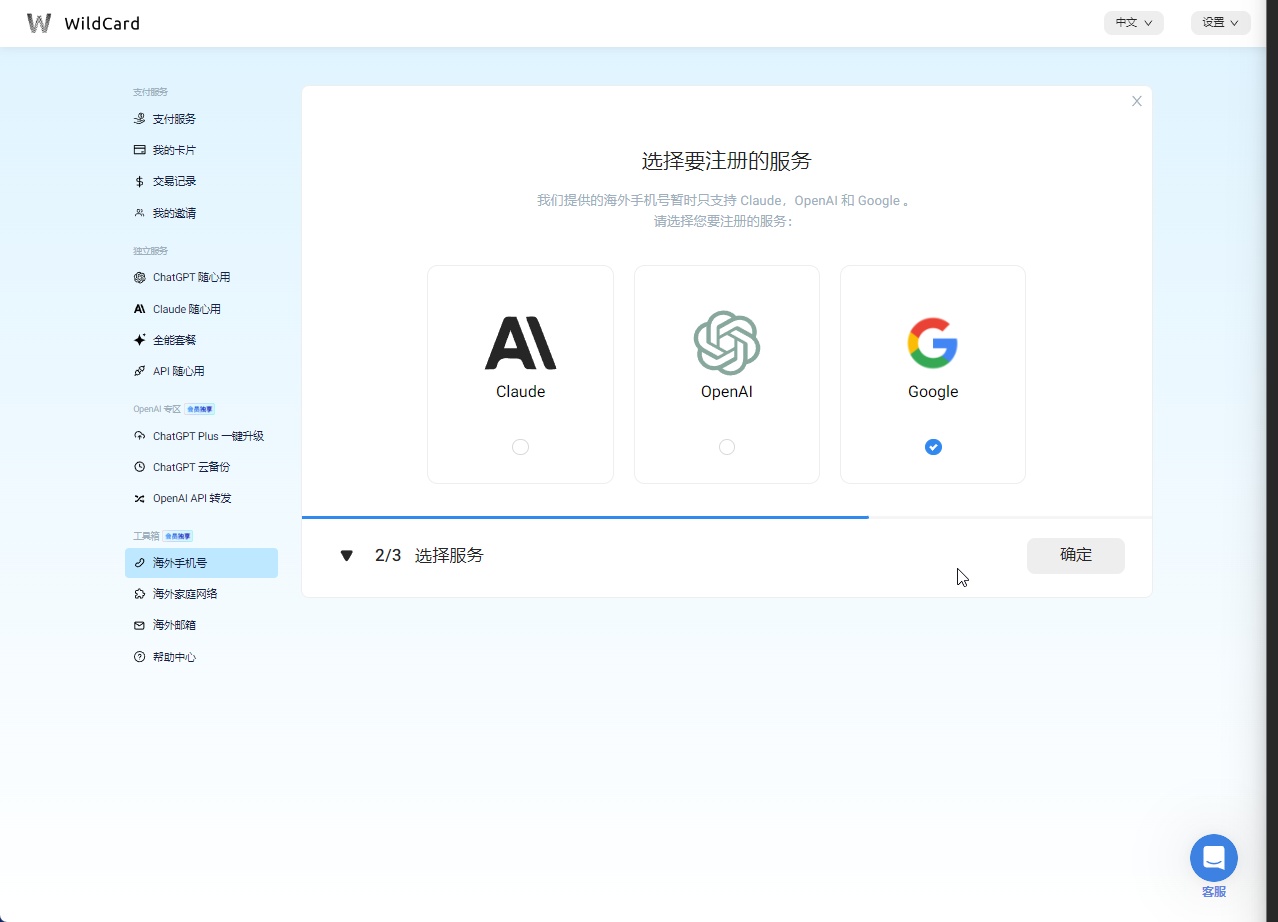 WildCard
中文
设置
支付服务
支付服务
我的卡片
交易记录
我的邀请
独立服务
ChatGPT 随心用
Claude 随心用
全能套餐
API 随心用
OpenAI 专区 会员独享
ChatGPT Plus 一键升级
ChatGPT 云备份
OpenAI API 转发
工具箱 会员独享
海外手机号
海外家庭网络
海外邮箱
帮助中心
选择要注册的服务
我们提供的海外手机号暂时只支持 Claude，OpenAI 和 Google 。
请选择您要注册的服务：
Claude
OpenAI
Google
2/3 选择服务
确定
客服